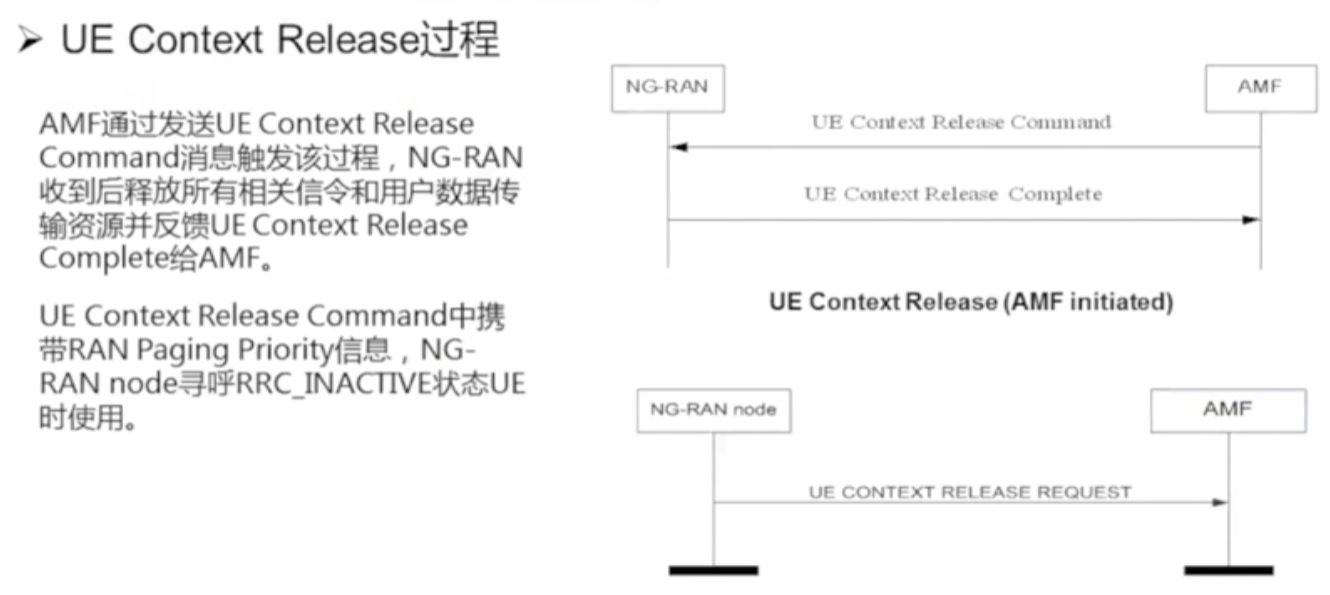 ➢ UE Context Release过程
AMF通过发送UE Context Release
Command消息触发该过程，NG-RAN
收到后释放所有相关信令和用户数据传
输资源并反馈UE Context Release
Complete给AMF。
UE Context Release Command中携
带RAN Paging Priority信息，NG-
RAN node寻呼RRC_INACTIVE状态UE
时使用。
NG-RAN
AMF
UE Context Release Command
UE Context Release Complete
UE Context Release (AMF initiated)
NG-RAN node
AMF
UE CONTEXT RELEASE REQUEST